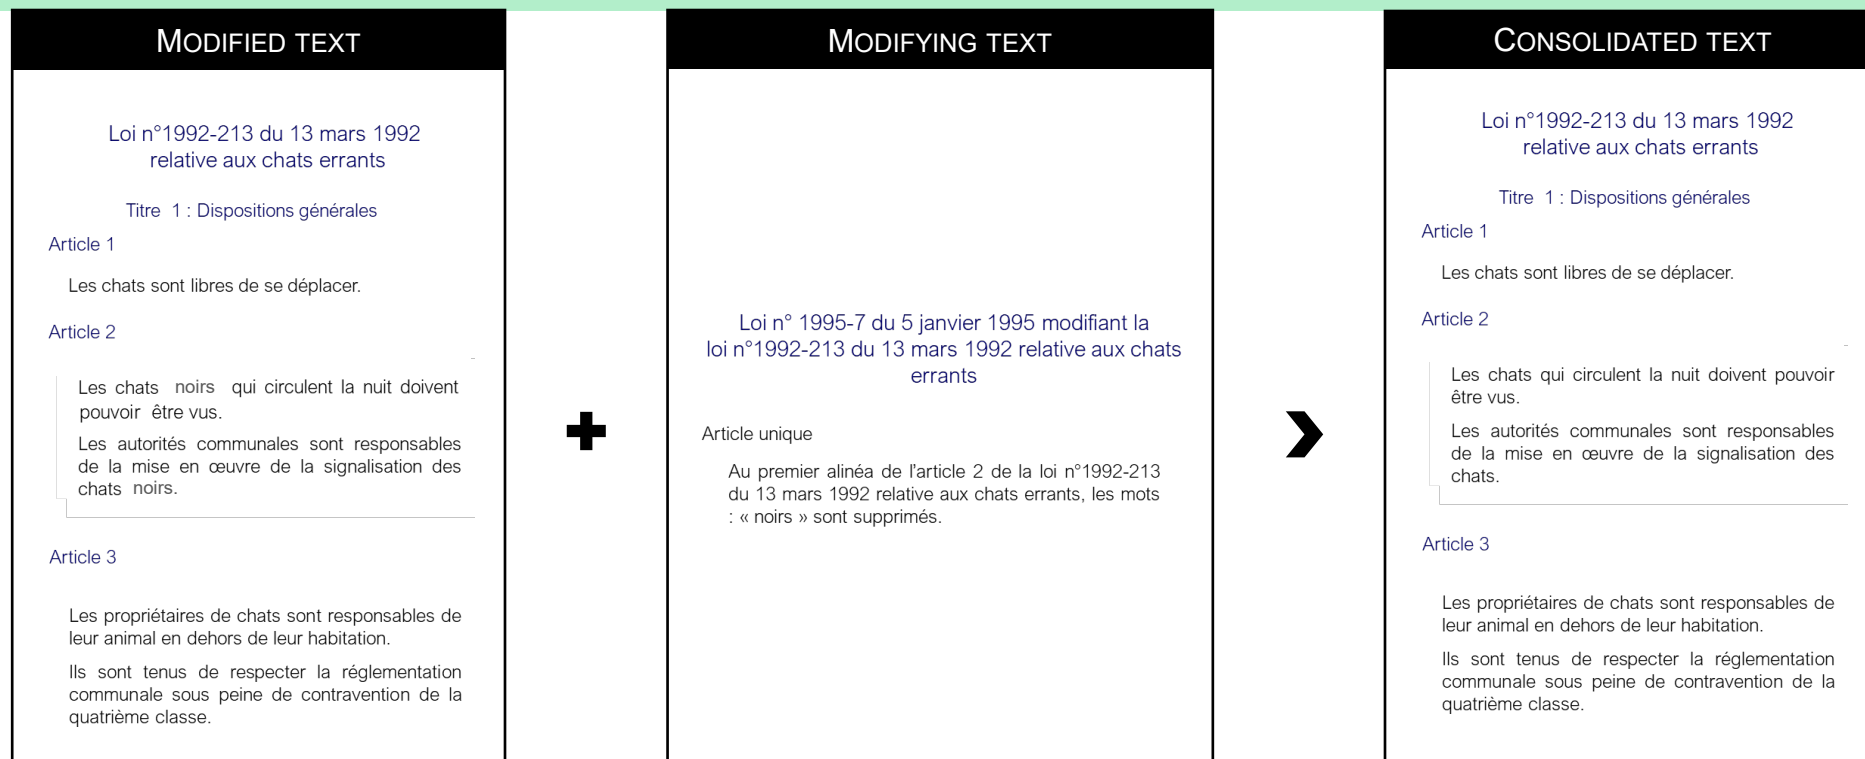 MODIFIED TEXT
Loi n°1992-213 du 13 mars 1992
relative aux chats errants
Titre 1 : Dispositions générales
Article 1
Les chats sont libres de se déplacer.
Article 2
Les chats noirs qui circulent la nuit doivent
pouvoir être vus.
Les autorités communales sont responsables
de la mise en œuvre de la signalisation des
chats noirs.
Article 3
Les propriétaires de chats sont responsables de
leur animal en dehors de leur habitation.
Ils sont tenus de respecter la réglementation
communale sous peine de contravention de la
quatrième classe.
MODIFYING TEXT
Loi n° 1995-7 du 5 janvier 1995 modifiant la
loi n°1992-213 du 13 mars 1992 relative aux chats
errants
Article unique
Au premier alinéa de l'article 2 de la loi n°1992-213
du 13 mars 1992 relative aux chats errants, les mots
: « noirs » sont supprimés.
CONSOLIDATED TEXT
Loi n°1992-213 du 13 mars 1992
relative aux chats errants
Titre 1 : Dispositions générales
Article 1
Les chats sont libres de se déplacer.
Article 2
Les chats qui circulent la nuit doivent pouvoir
être vus.
Les autorités communales sont responsables
de la mise en œuvre de la signalisation des
chats.
Article 3
Les propriétaires de chats sont responsables de
leur animal en dehors de leur habitation.
Ils sont tenus de respecter la réglementation
communale sous peine de contravention de la
quatrième classe.